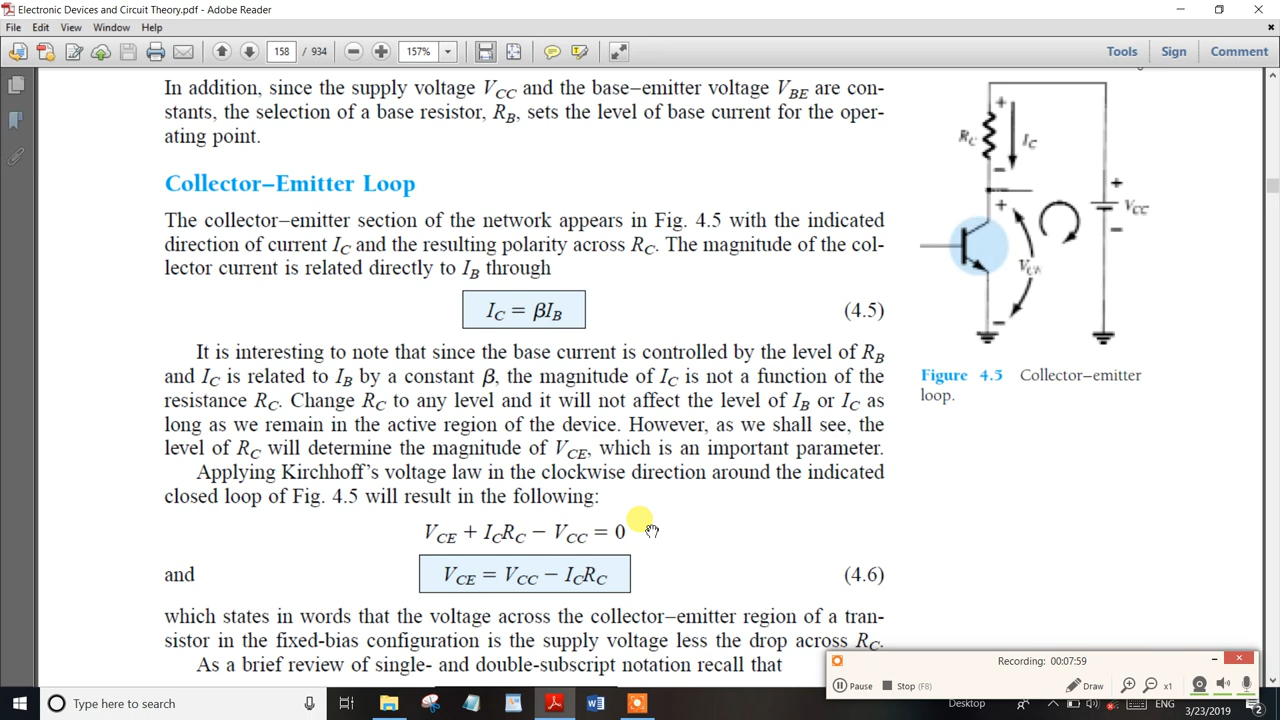 Electronic Devices and Circuit Theory.pdf - Adobe Reader
File Edit View Window Help
158 / 934 157% Tools Sign Comment
In addition, since the supply voltage VCC and the base–emitter voltage VBE are con-
stants, the selection of a base resistor, RB, sets the level of base current for the oper-
ating point.
Collector–Emitter Loop
The collector–emitter section of the network appears in Fig. 4.5 with the indicated
direction of current IC and the resulting polarity across RC. The magnitude of the col-
lector current is related directly to IB through
IC = βIB (4.5)
It is interesting to note that since the base current is controlled by the level of RB
and IC is related to IB by a constant β, the magnitude of IC is not a function of the
resistance RC. Change RC to any level and it will not affect the level of IB or IC as
long as we remain in the active region of the device. However, as we shall see, the
level of RC will determine the magnitude of VCE, which is an important parameter.
Applying Kirchhoff's voltage law in the clockwise direction around the indicated
closed loop of Fig. 4.5 will result in the following:
VCE + ICRC − VCC = 0
and VCE = VCC − ICRC (4.6)
which states in words that the voltage across the collector–emitter region of a tran-
sistor in the fixed-bias configuration is the supply voltage less the drop across RC.
As a brief review of single- and double-subscript notation recall that
+
RC IC
−
+ +
VCC
−
−
Figure 4.5 Collector–emitter
loop.
Recording: 00:07:59
Pause Stop (F8) Draw x1
Type here to search
Desktop ENG
3/23/2019 2